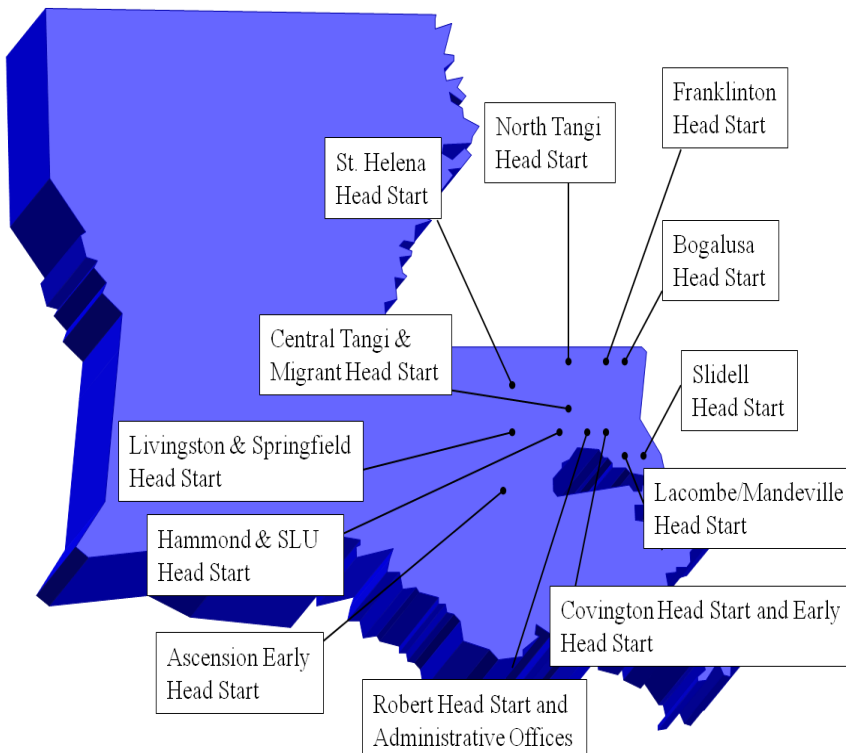 Franklinton
Head Start
North Tangi
Head Start
St. Helena
Head Start
Bogalusa
Head Start
Central Tangi &
Migrant Head Start
Slidell
Head Start
Livingston & Springfield
Head Start
Lacombe/Mandeville
Head Start
Hammond & SLU
Head Start
Covington Head Start and Early
Head Start
Ascension Early
Head Start
Robert Head Start and
Administrative Offices